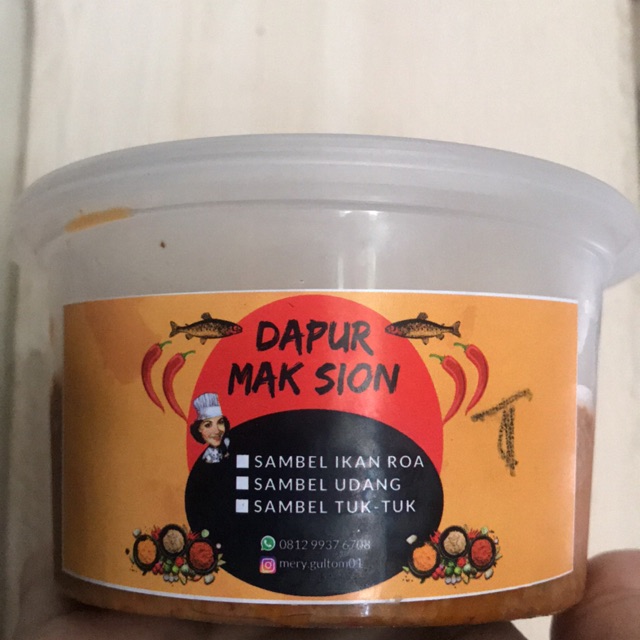 DAPUR
MAK SION
SAMBEL IKAN ROA
SAMBEL UDANG
SAMBEL TUK-TUK
0812 9937 6708
mery.gultom01
T